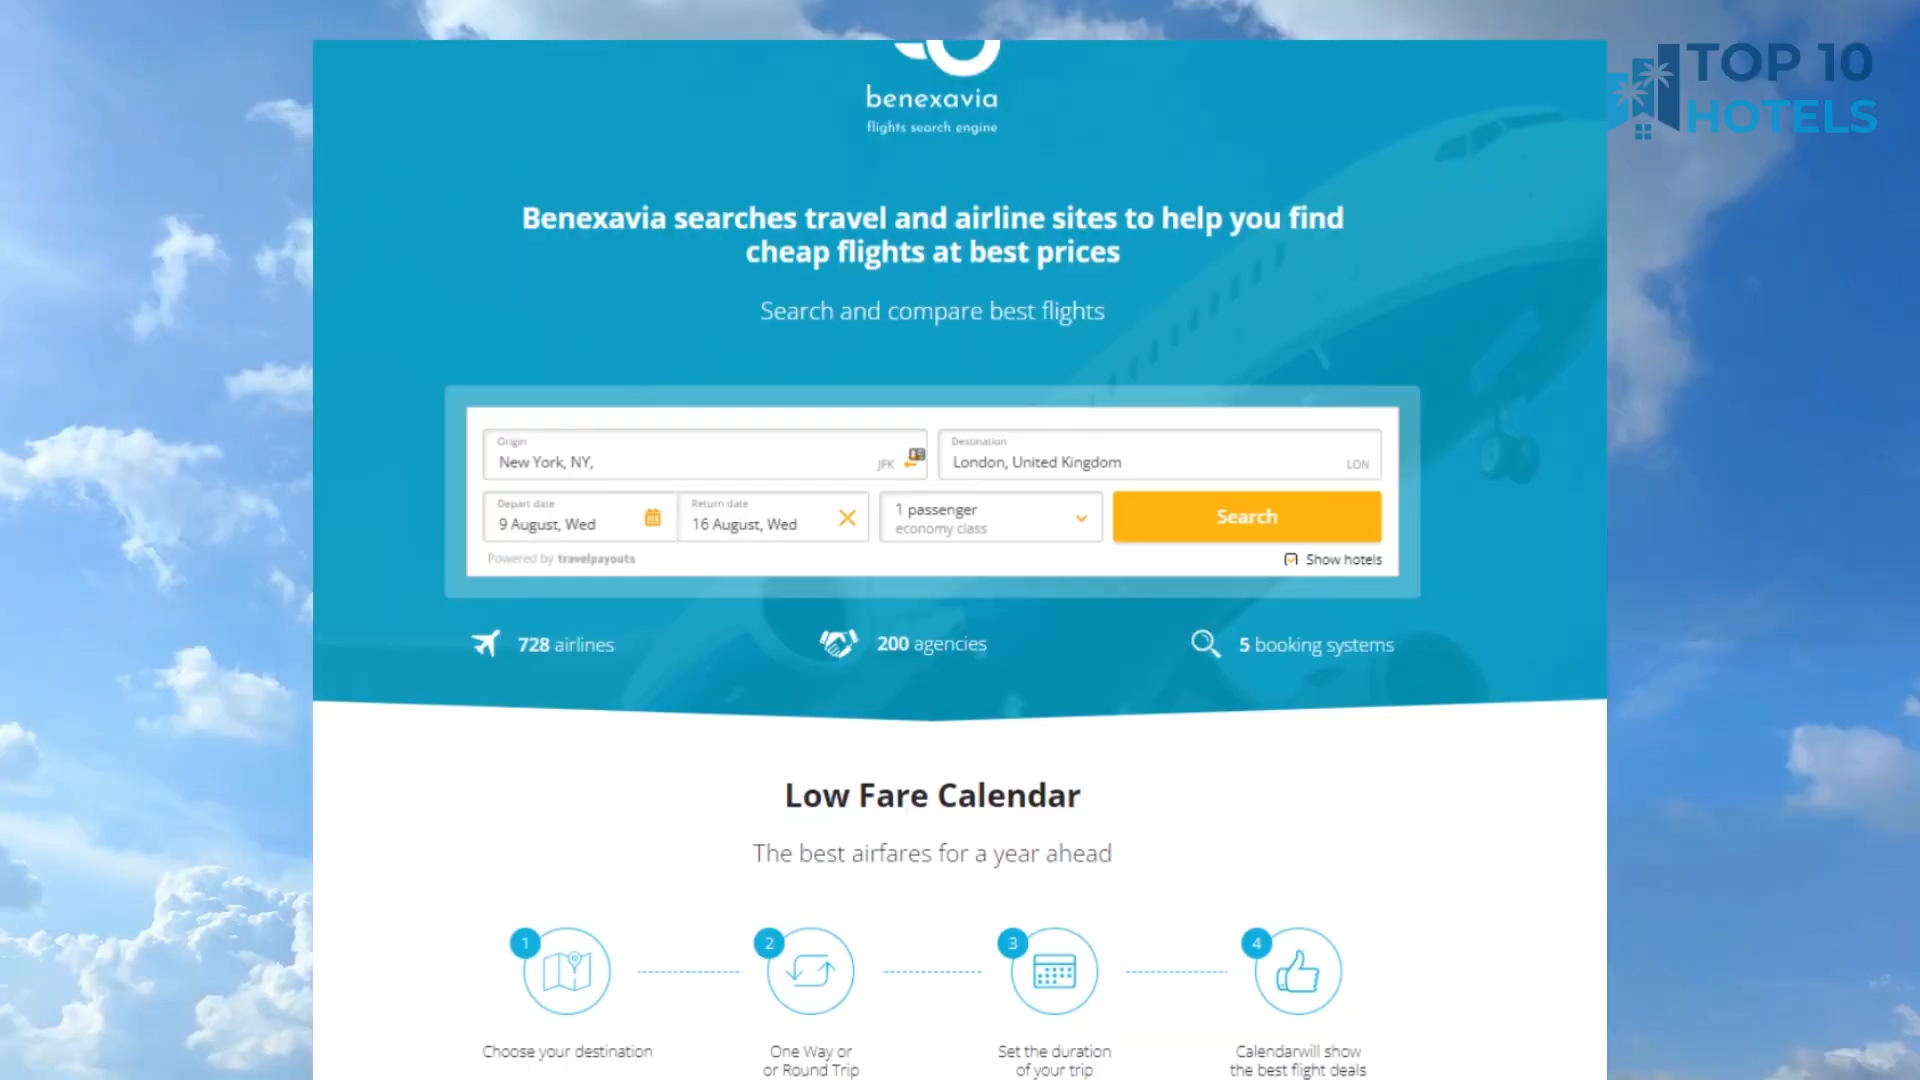 TOP 10
HOTELS
benexavia
flights search engine
Benexavia searches travel and airline sites to help you find
cheap flights at best prices
Search and compare best flights
Origin
New York, NY,
JFK
Destination
London, United Kingdom
LON
Depart date
9 August, Wed
Return date
16 August, Wed
1 passenger
economy class
Search
Powered by travelpayouts
Show hotels
728 airlines
200 agencies
5 booking systems
Low Fare Calendar
The best airfares for a year ahead
1
2
3
4
Choose your destination
One Way or
or Round Trip
Set the duration
of your trip
Calendarwill show
the best flight deals